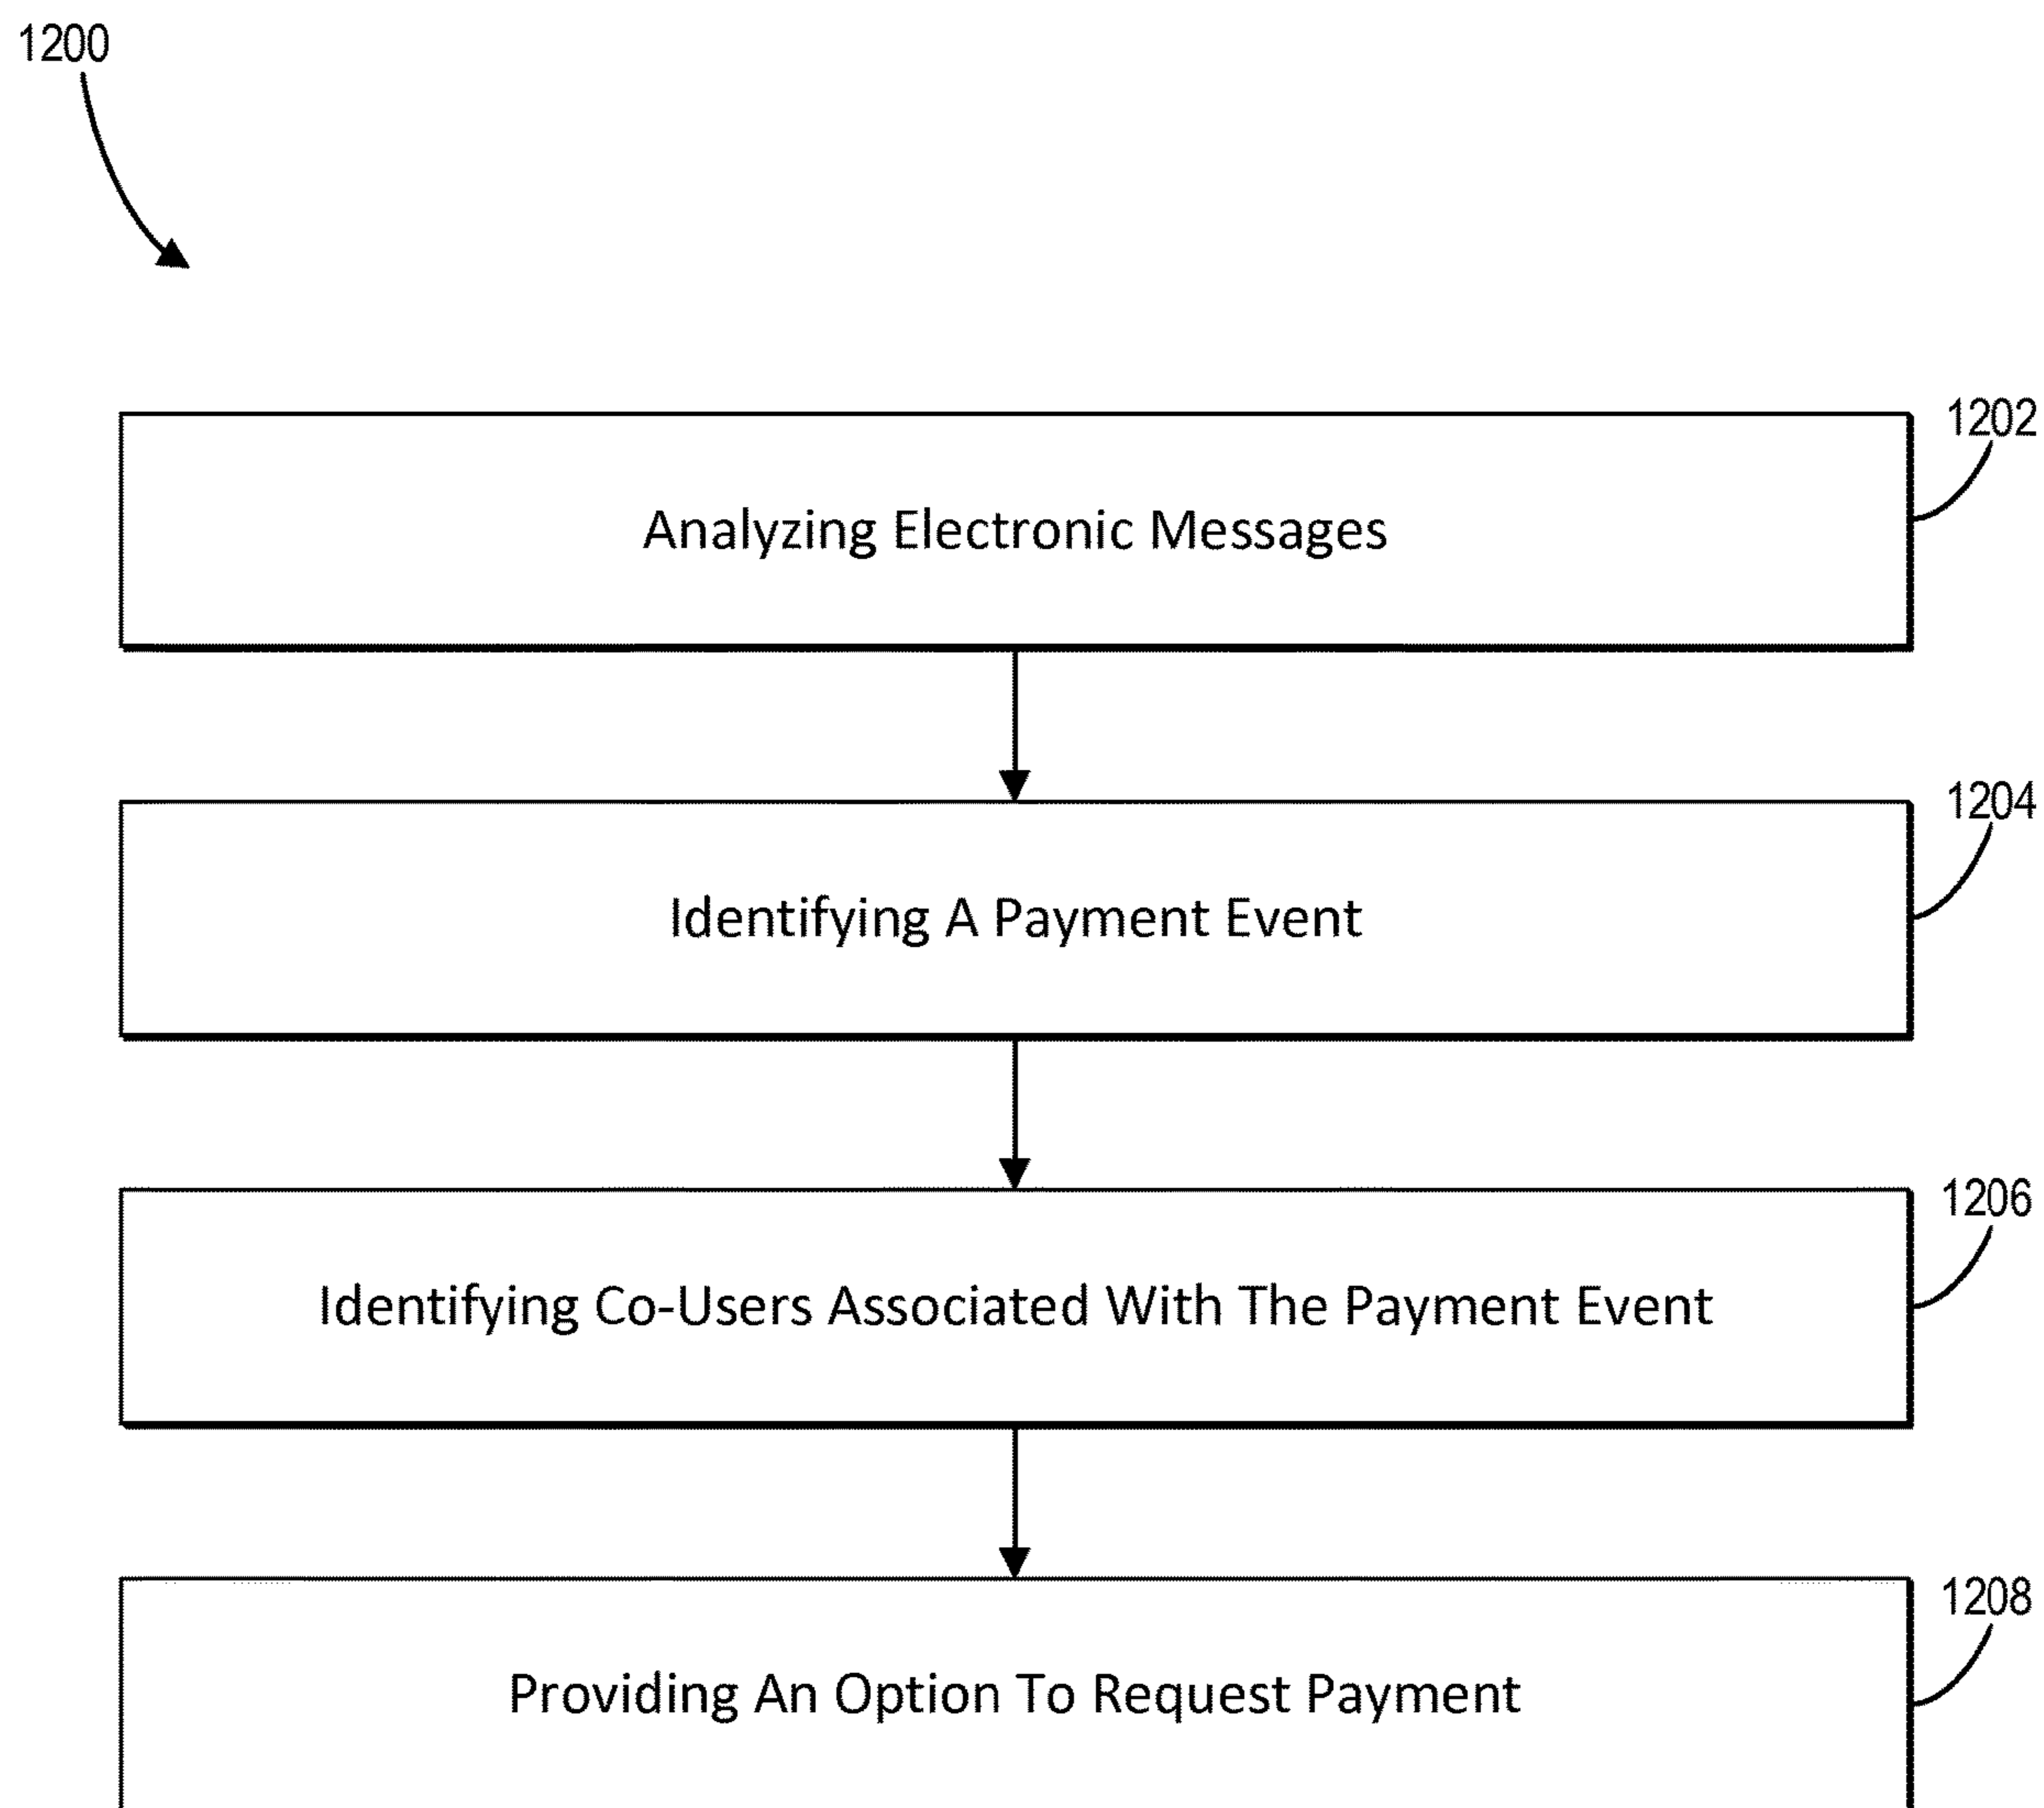 1200
1202
Analyzing Electronic Messages
1204
Identifying A Payment Event
1206
Identifying Co-Users Associated With The Payment Event
1208
Providing An Option To Request Payment